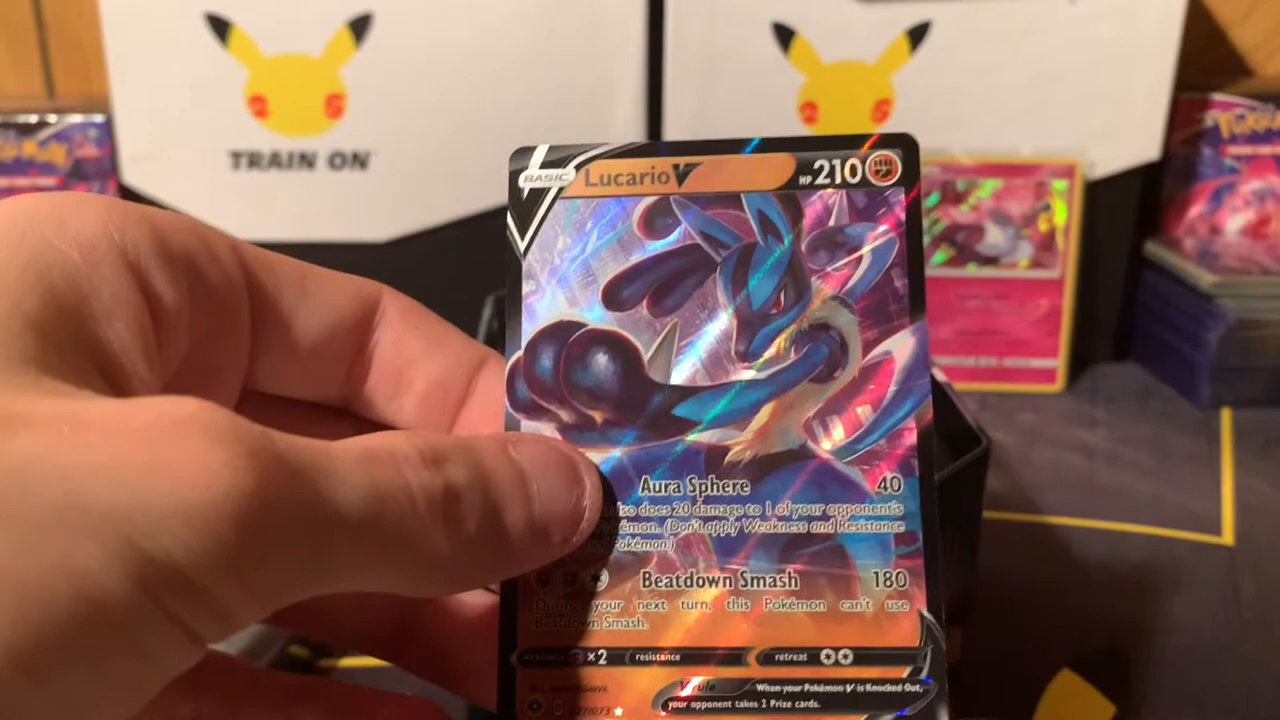 TRAIN ON
BASIC
Lucario V
HP 210
Aura Sphere 40
also does 20 damage to 1 of your opponent's
(Don't apply Weakness and Resistance
Pokémon.)
Beatdown Smash 180
During your next turn, this Pokémon can't use
Beatdown Smash.
×2 resistance retreat
V rule When your Pokémon V is Knocked Out,
your opponent takes 2 Prize cards.
027/073